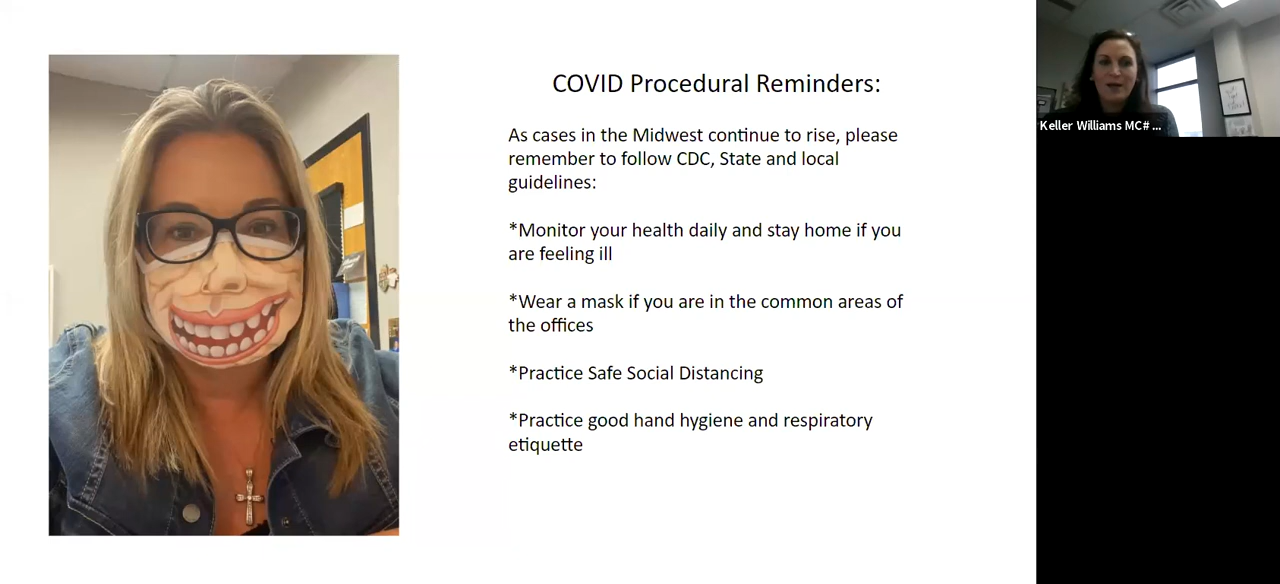 COVID Procedural Reminders:
As cases in the Midwest continue to rise, please
remember to follow CDC, State and local
guidelines:
*Monitor your health daily and stay home if you
are feeling ill
*Wear a mask if you are in the common areas of
the offices
*Practice Safe Social Distancing
*Practice good hand hygiene and respiratory
etiquette
Keller Williams MC# ...